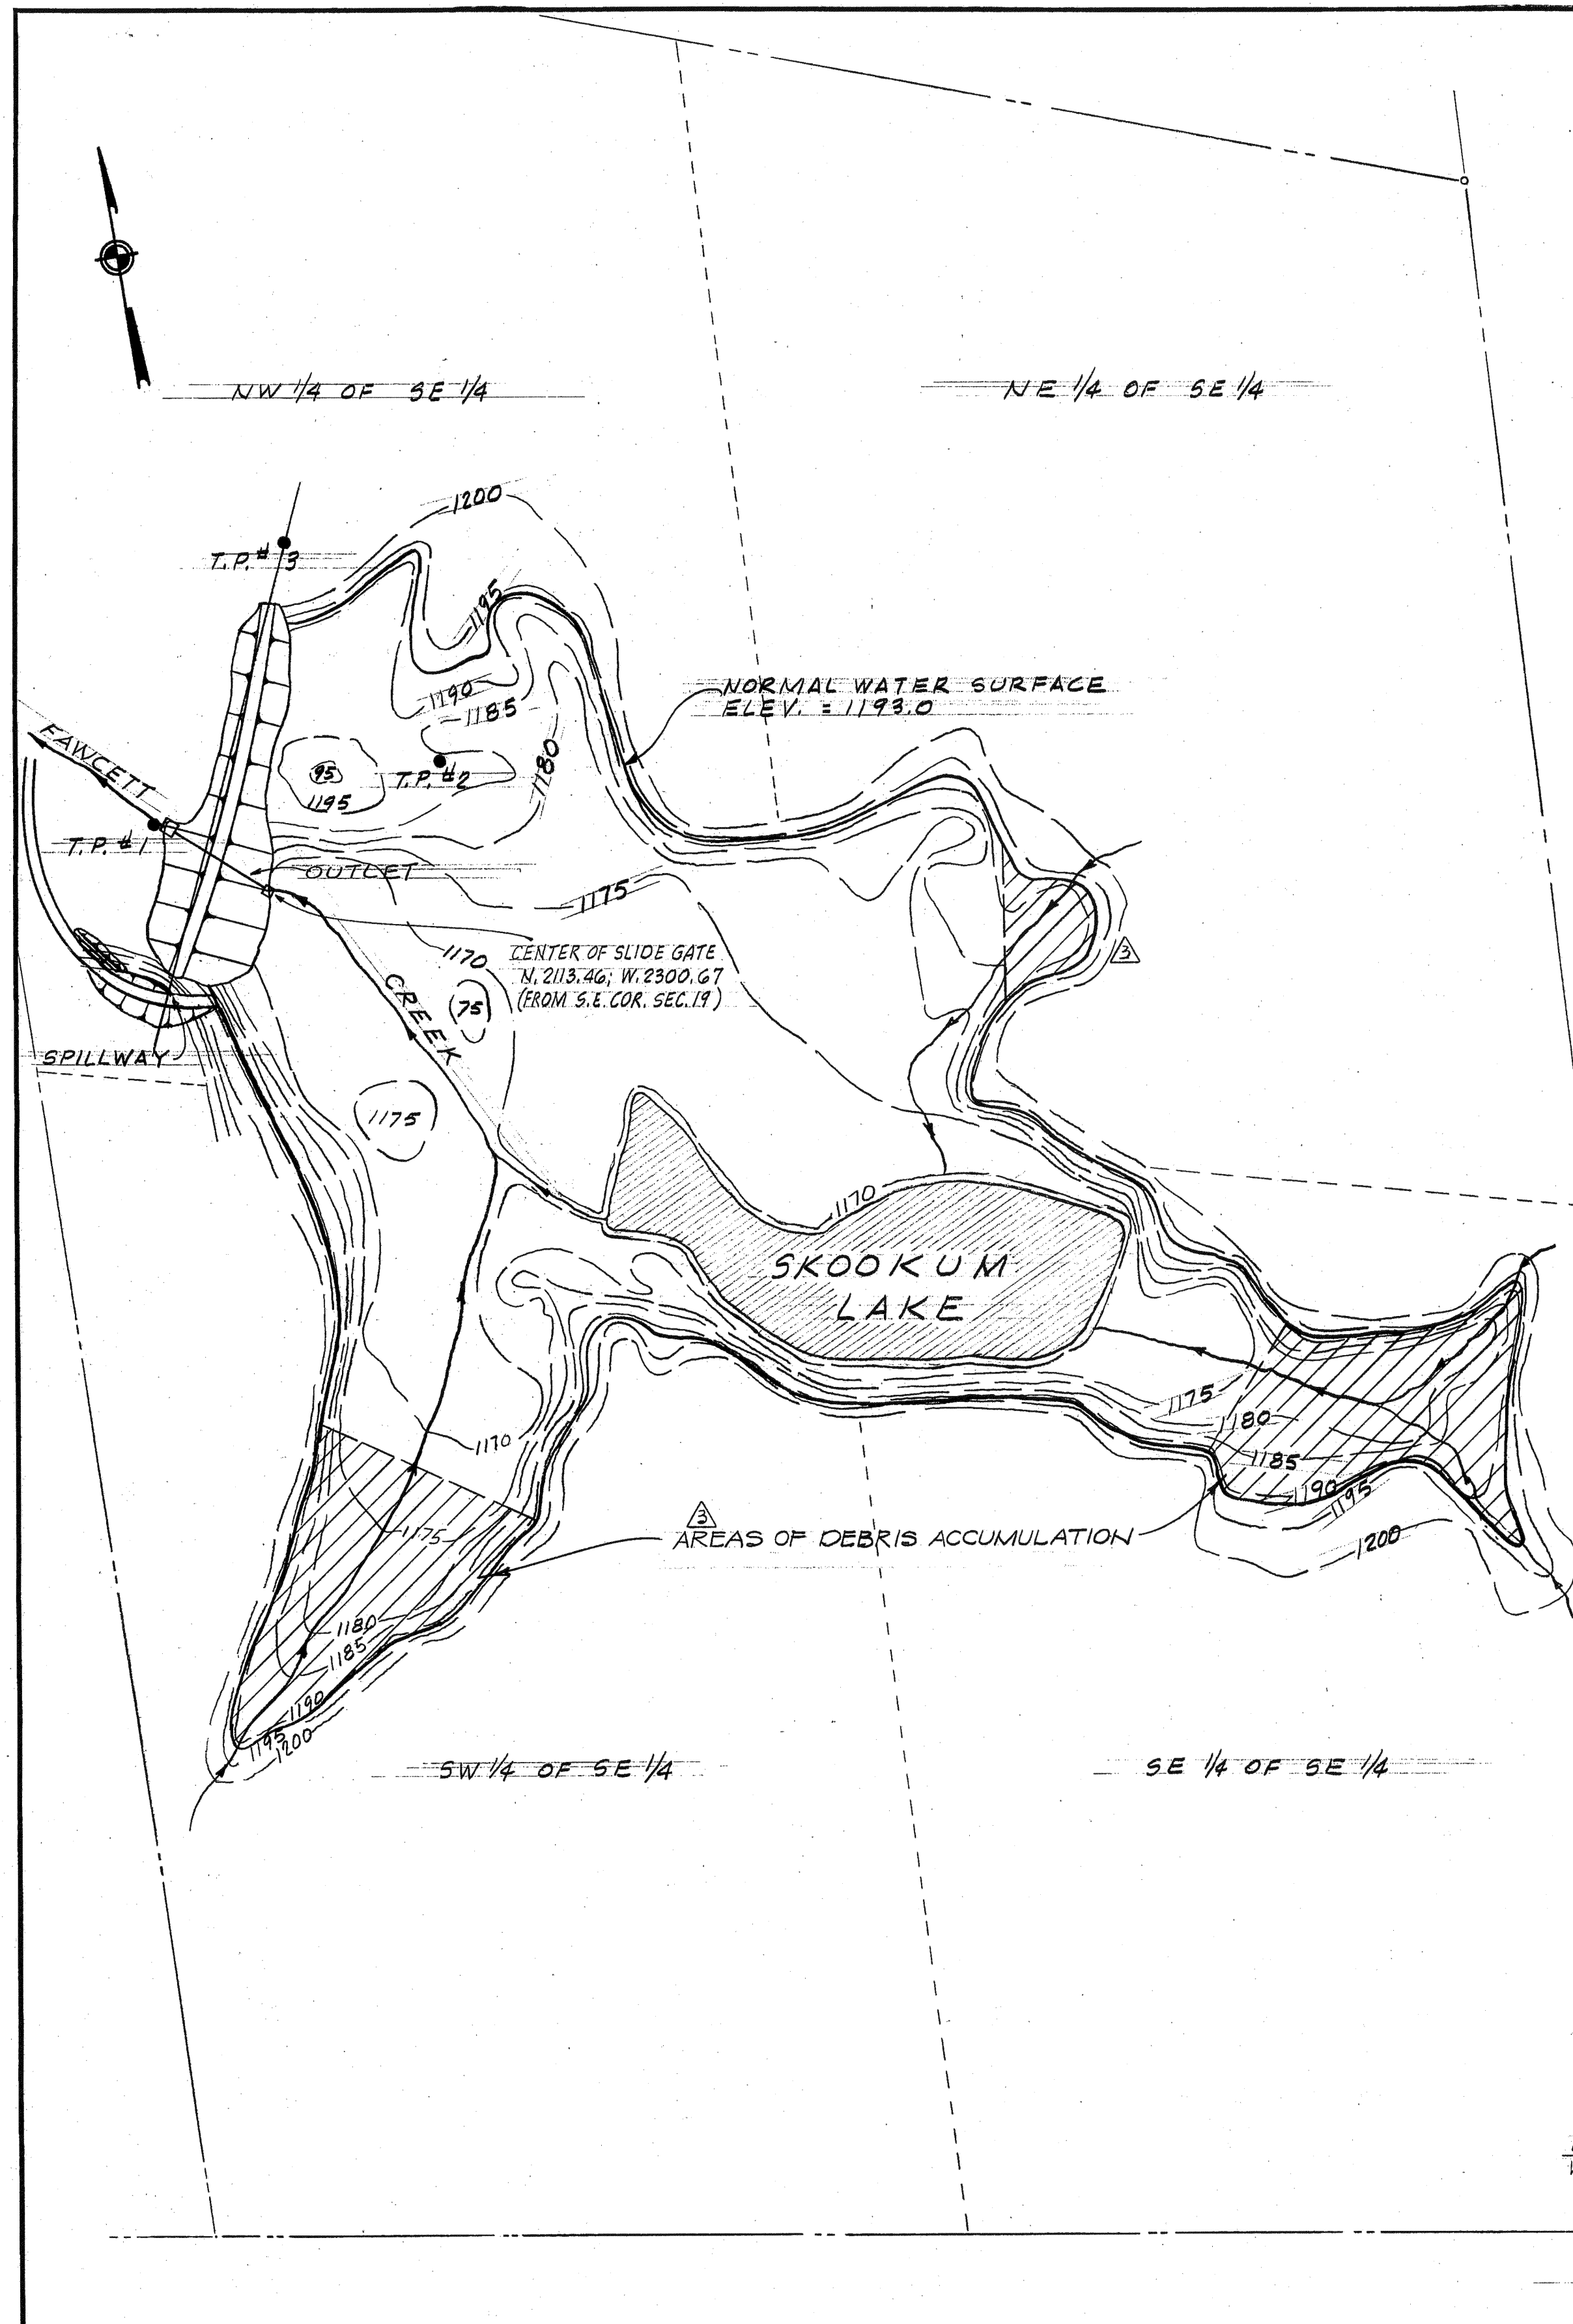 NW 1/4 OF SE 1/4
NE 1/4 OF SE 1/4
1200
T.P. # 3
1195
NORMAL WATER SURFACE
ELEV. = 1193.0
1190
1185
1180
FAWCETT
95
1195
T.P. #2
T.P. #1
OUTLET
1175
1170
CENTER OF SLIDE GATE
N. 2113.46; W. 2300.67
(FROM S.E. COR. SEC. 19)
CREEK
75
3
SPILLWAY
1175
1170
SKOOKUM
LAKE
1175
1180
1170
1185
1190
1195
3
1175
AREAS OF DEBRIS ACCUMULATION
1200
1180
1185
1190
1195
1200
SW 1/4 OF SE 1/4
SE 1/4 OF SE 1/4